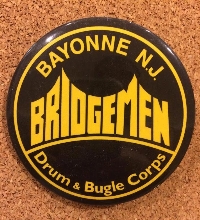 BAYONNE N.J.
BRIDGEMEN
Drum & Bugle Corps